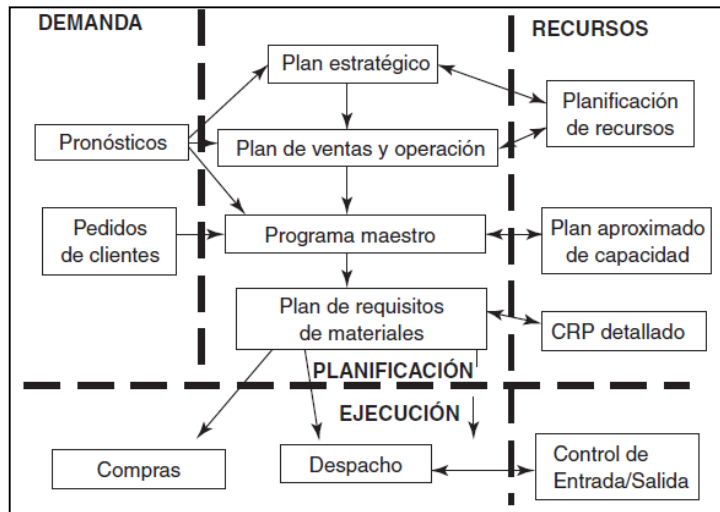 DEMANDA
RECURSOS
Plan estratégico
Planificación
de recursos
Pronósticos
Plan de ventas y operación
Pedidos
de clientes
Programa maestro
Plan aproximado
de capacidad
Plan de requisitos
de materiales
CRP detallado
PLANIFICACIÓN
EJECUCIÓN
Compras
Despacho
Control de
Entrada/Salida